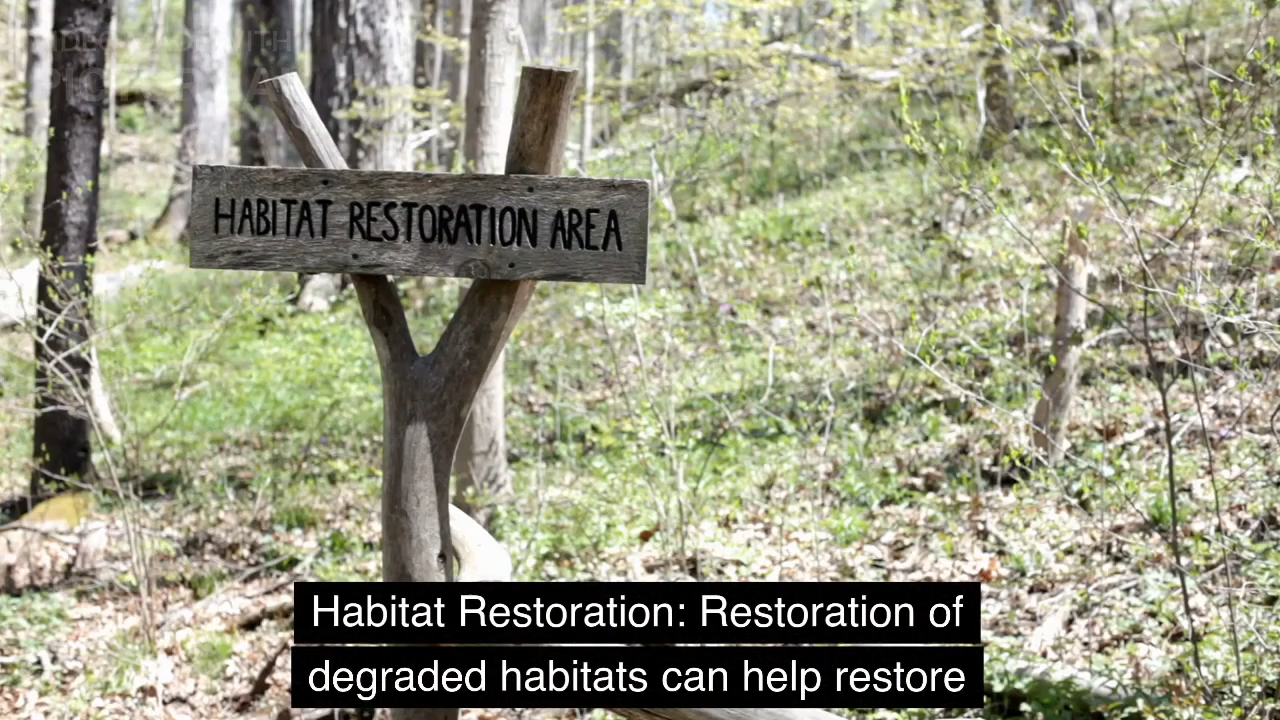 HABITAT RESTORATION AREA
Habitat Restoration: Restoration of
degraded habitats can help restore